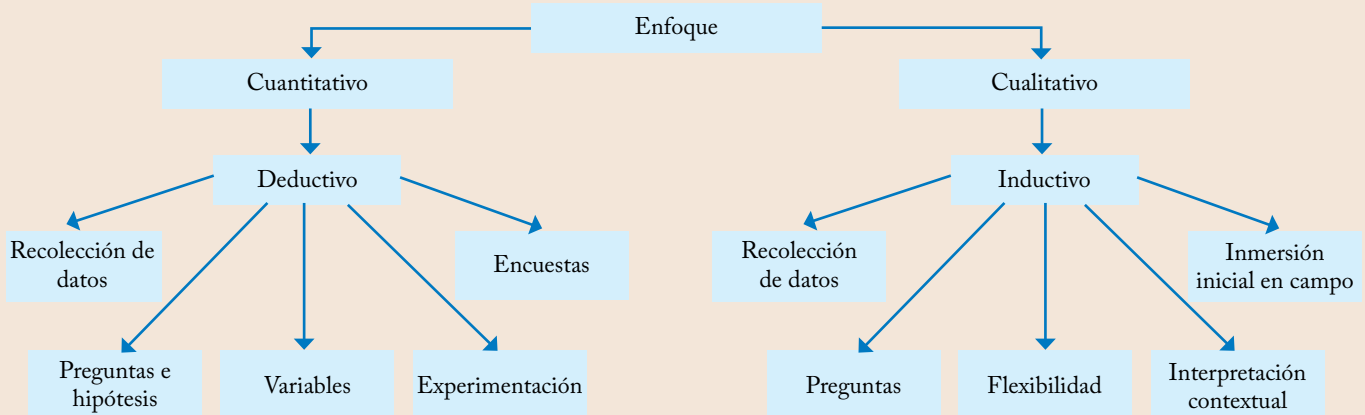 Enfoque
Cuantitativo
Cualitativo
Deductivo
Inductivo
Recolección de
datos
Encuestas
Recolección
de datos
Inmersión
inicial en campo
Preguntas e
hipótesis
Variables
Experimentación
Preguntas
Flexibilidad
Interpretación
contextual